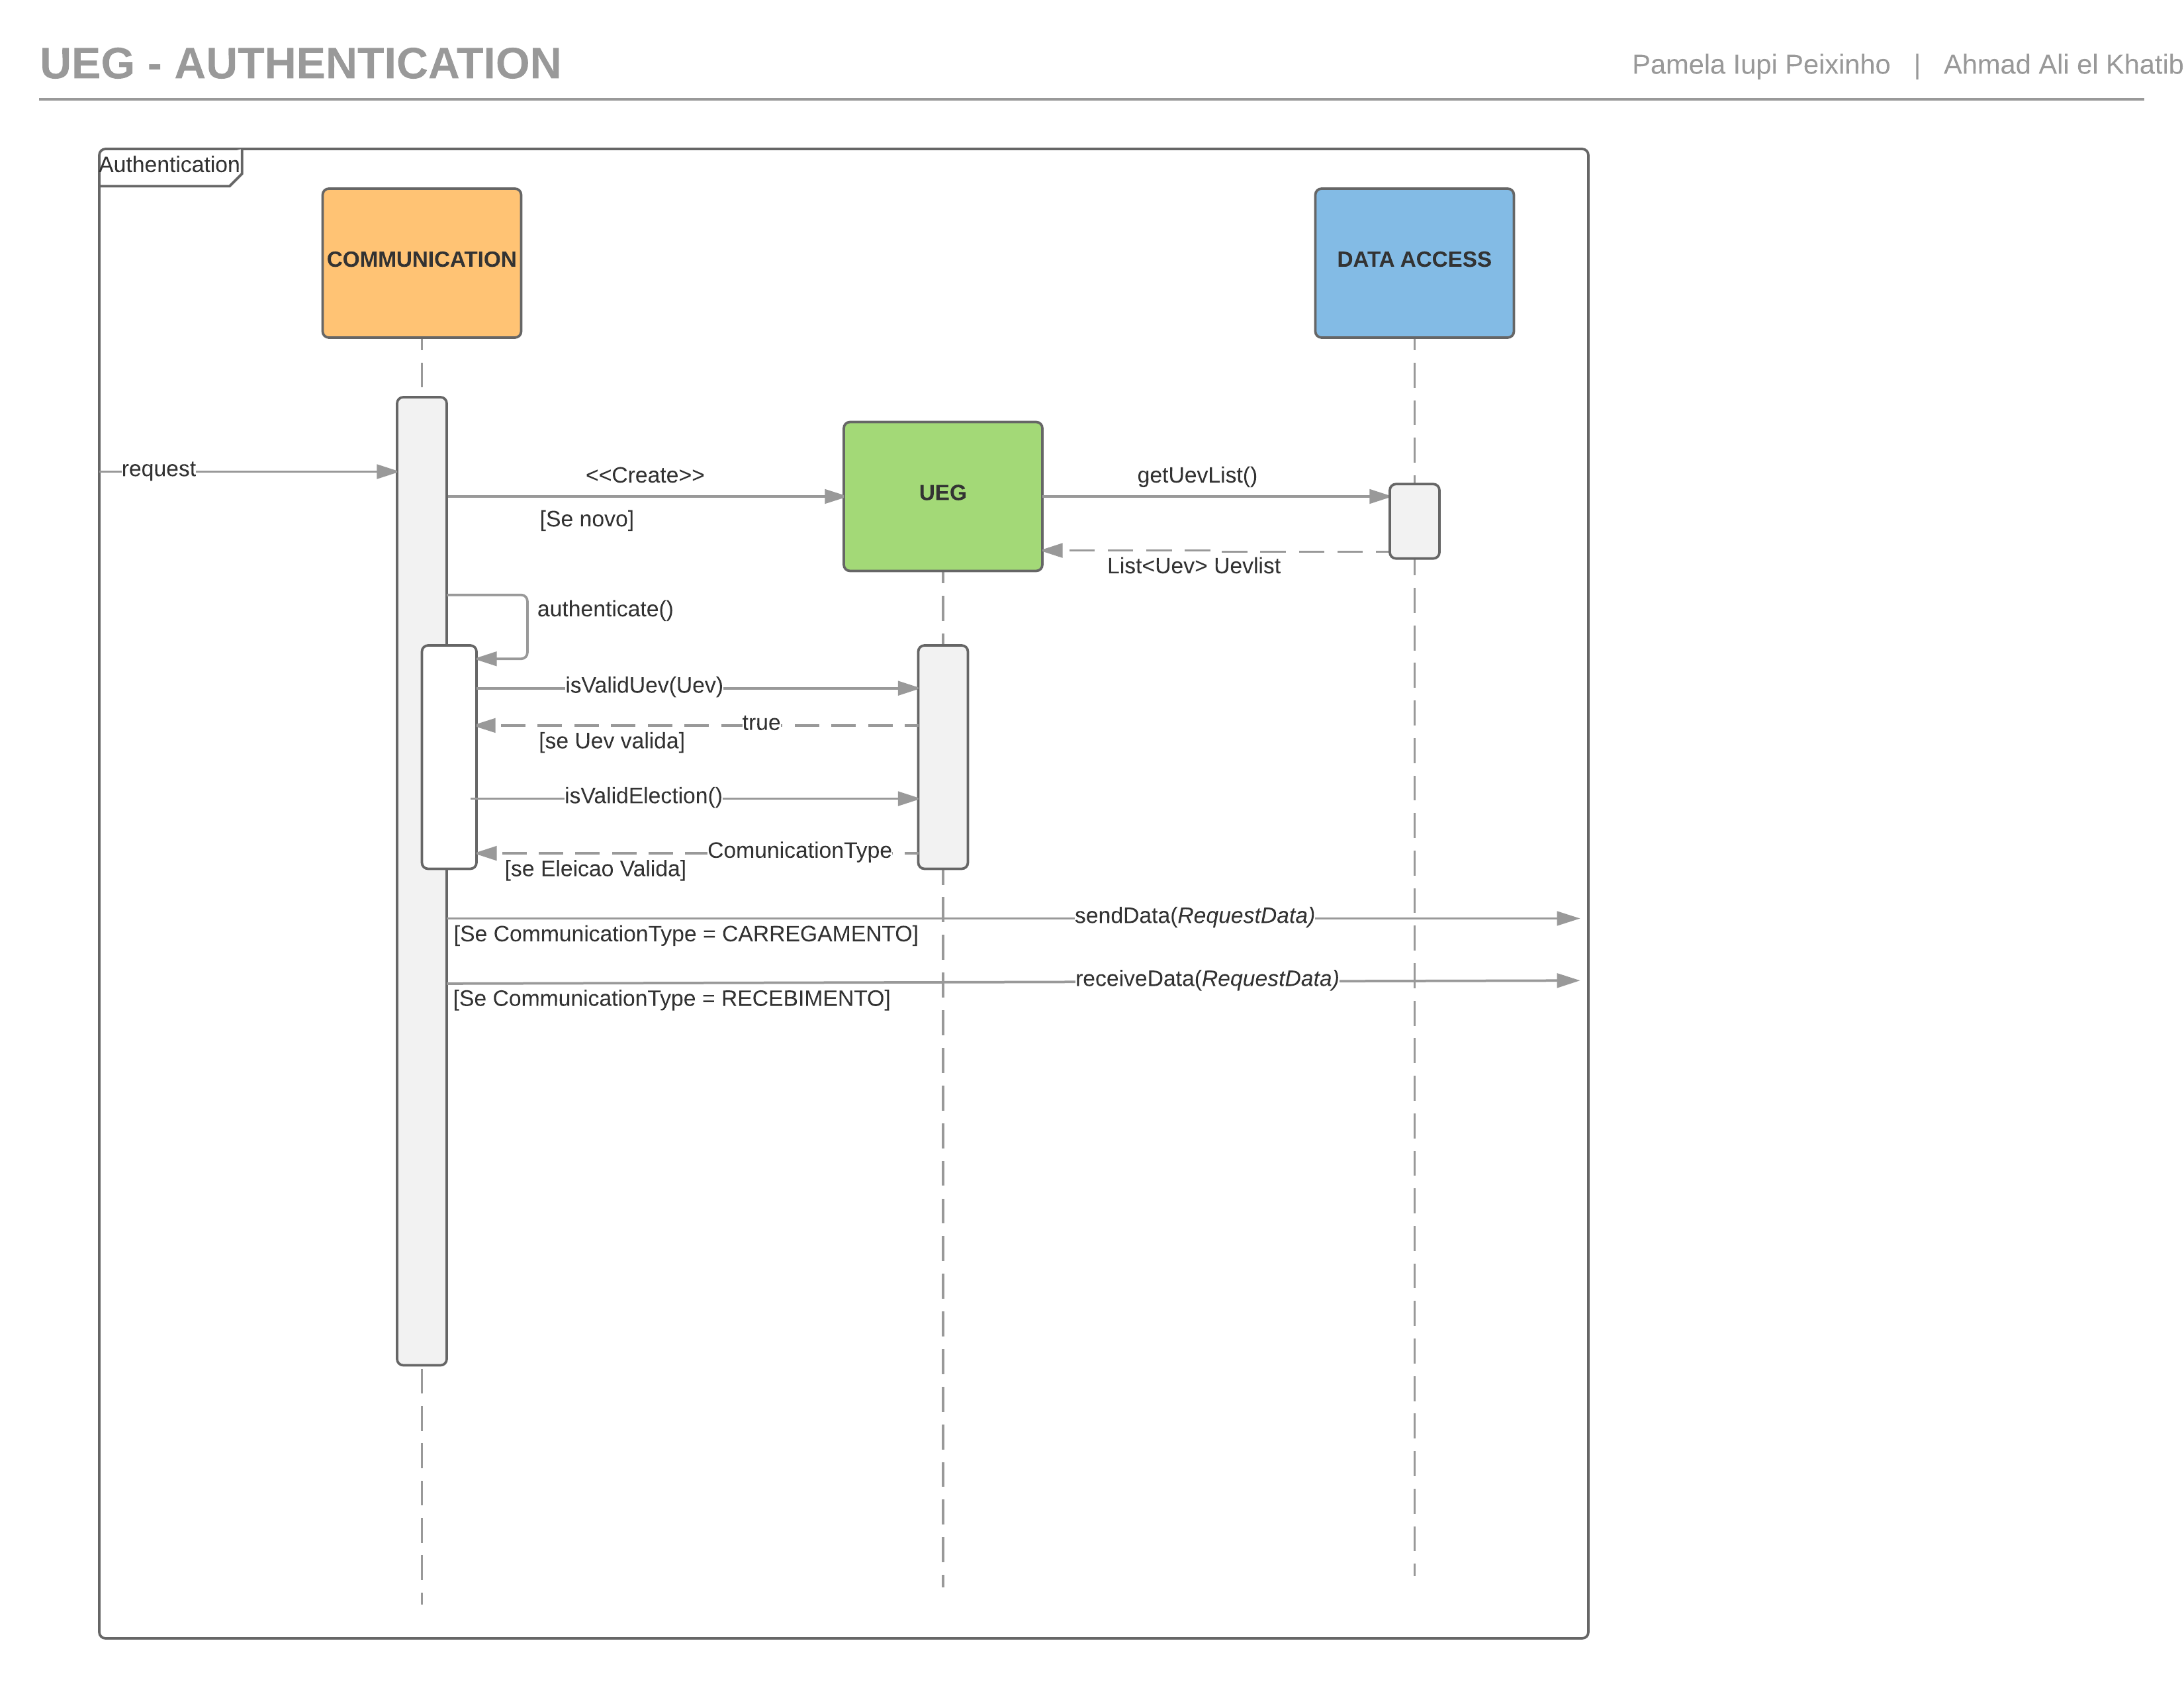 UEG - AUTHENTICATION
Pamela Iupi Peixinho | Ahmad Ali el Khatib
Authentication
COMMUNICATION
DATA ACCESS
request
<<Create>>
[Se novo]
UEG
getUevList()
List<Uev> Uevlist
authenticate()
isValidUev(Uev)
true
[se Uev valida]
isValidElection()
ComunicationType
[se Eleicao Valida]
sendData(RequestData)
[Se CommunicationType = CARREGAMENTO]
receiveData(RequestData)
[Se CommunicationType = RECEBIMENTO]